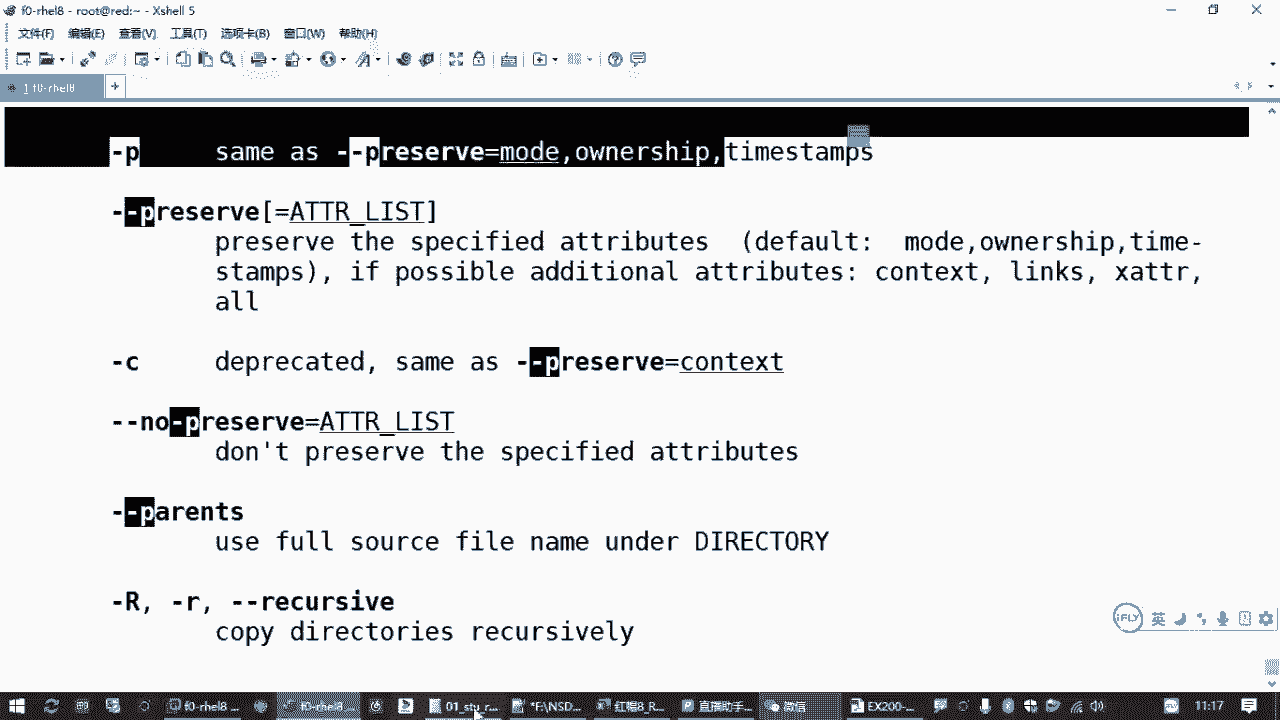 f0-rhel8 - root@red:~ - Xshell 5
文件(F) 编辑(E) 查看(V) 工具(T) 选项卡(B) 窗口(W) 帮助(H)
1 f0-rhel8
-p same as --preserve=mode,ownership,timestamps
--preserve[=ATTR_LIST]
preserve the specified attributes (default: mode,ownership,time-
stamps), if possible additional attributes: context, links, xattr,
all
-c deprecated, same as --preserve=context
--no-preserve=ATTR_LIST
don't preserve the specified attributes
--parents
use full source file name under DIRECTORY
-R, -r, --recursive
copy directories recursively
iFLY 英
f0-rhel8 ... f0-rhel8 ... 01_stu_r... *F:\NSD... 红帽8_R... 直播助手... 微信 EX200-... 11:17